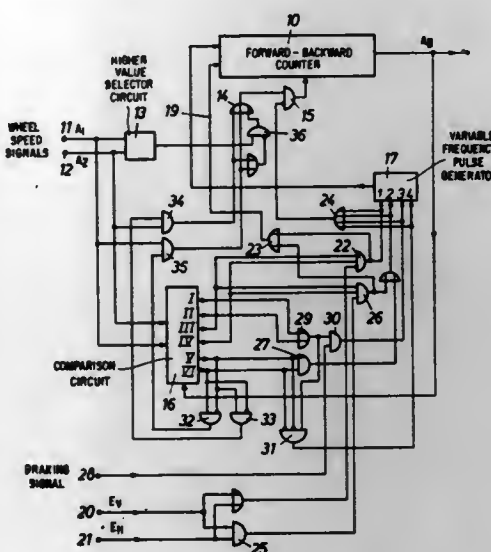 10
FORWARD-BACKWARD
COUNTER
A_B
HIGHER
VALUE
SELECTOR
CIRCUIT
13
14
15
19
36
WHEEL
SPEED
SIGNALS
11 A1
12 A2
VARIABLE
FREQUENCY
PULSE
GENERATOR
17
1 2 3 4
24
34
35
23
22
26
I
II
III
IV
V
VI
29
30
27
COMPARISON
CIRCUIT
16
32
33
31
BRAKING
SIGNAL
28
20 EV
21 EH
25